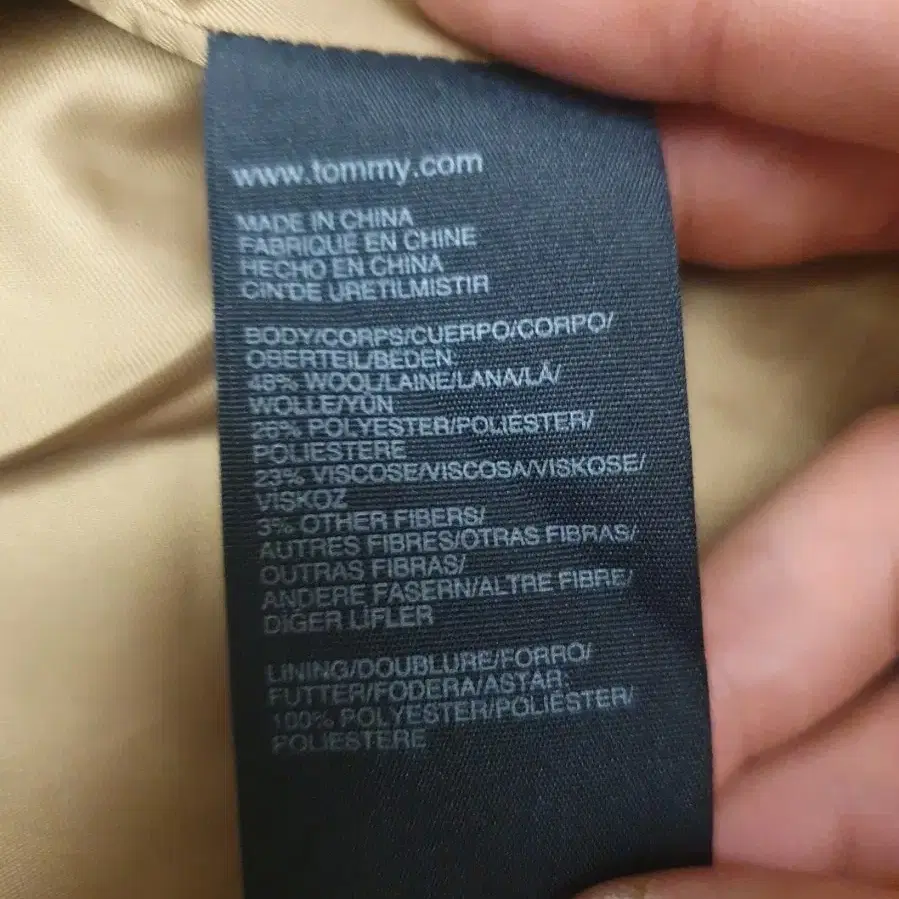 www.tommy.com
MADE IN CHINA
FABRIQUE EN CHINE
HECHO EN CHINA
CIN'DE URETILMISTIR
BODY/CORPS/CUERPO/CORPO/
OBERTEIL/BEDEN:
48% WOOL/LAINE/LANA/LÃ/
WOLLE/YÜN
26% POLYESTER/POLIÉSTER/
POLIESTERE
23% VISCOSE/VISCOSA/VISKOSE/
VISKOZ
3% OTHER FIBERS/
AUTRES FIBRES/OTRAS FIBRAS/
OUTRAS FIBRAS/
ANDERE FASERN/ALTRE FIBRE/
DIĞER LİFLER
LINING/DOUBLURE/FORRO/
FUTTER/FODERA/ASTAR:
100% POLYESTER/POLIÉSTER/
POLIESTERE